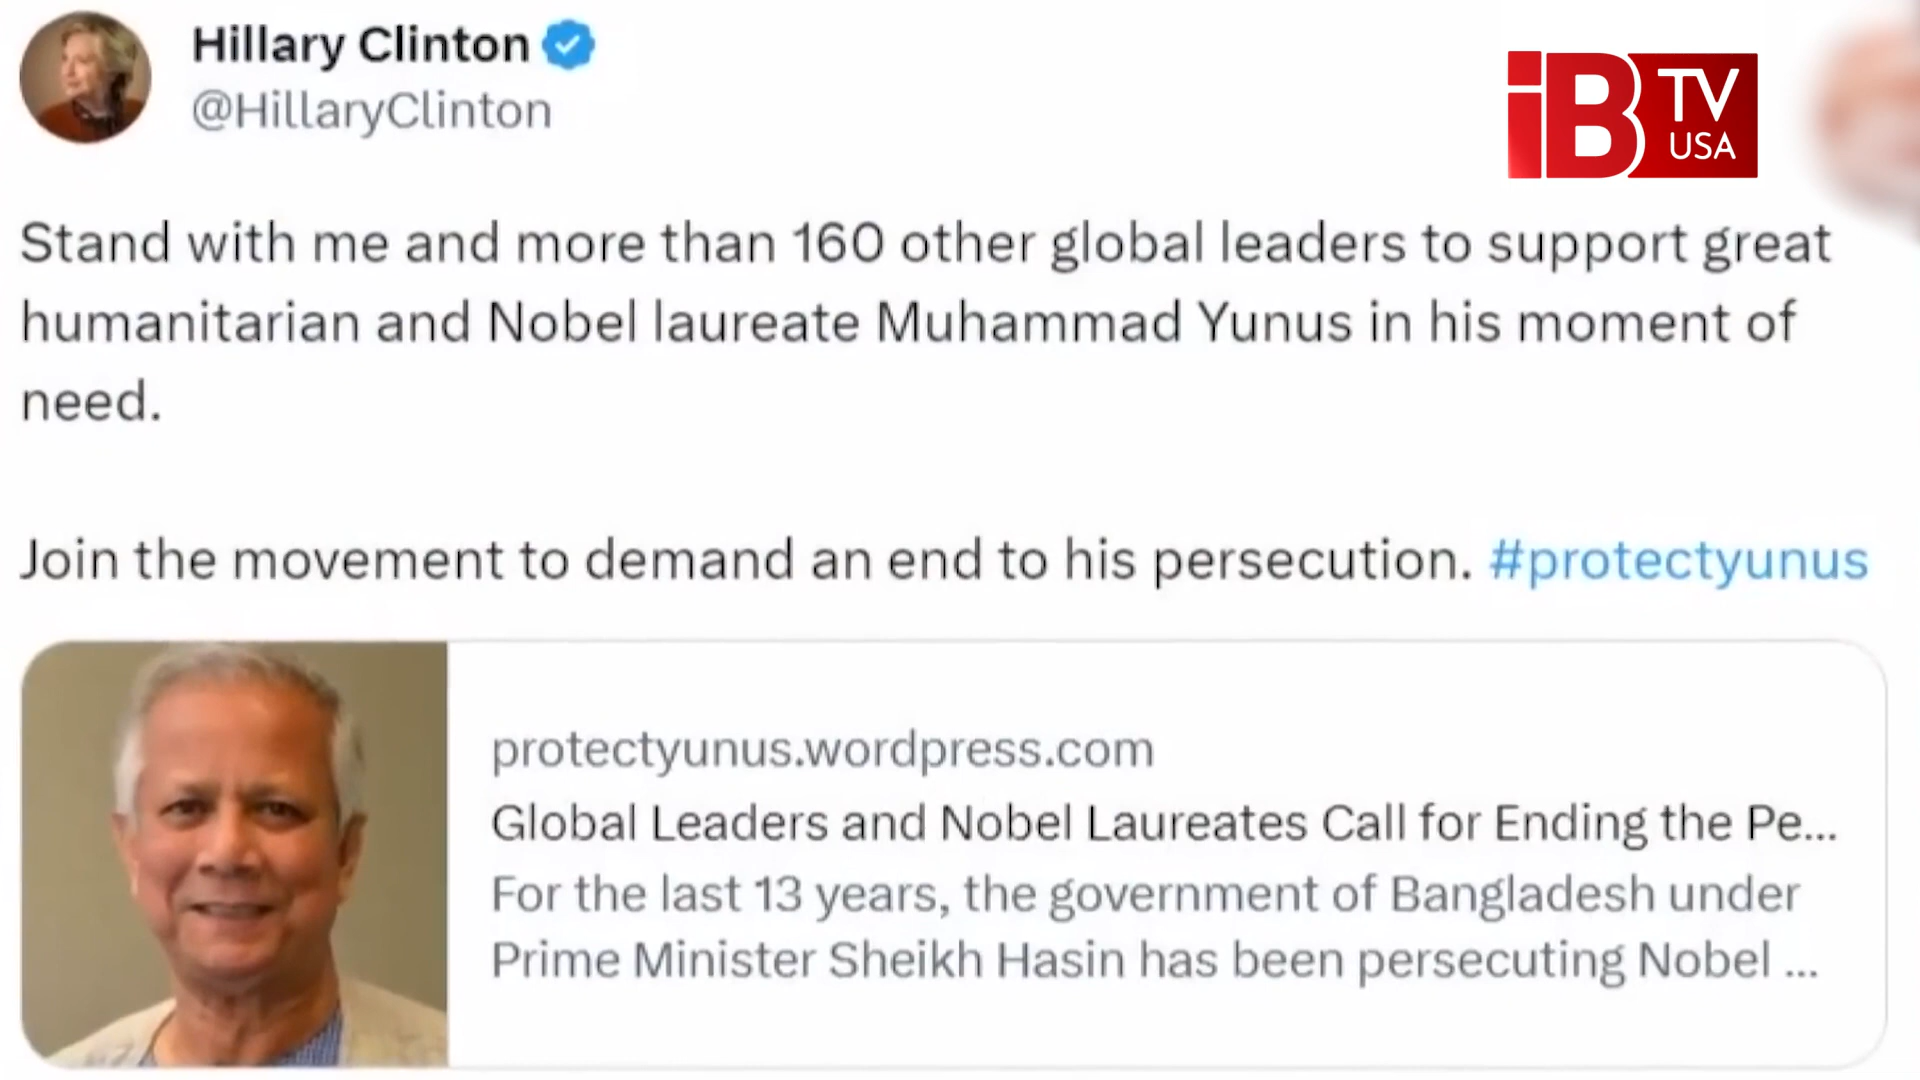 Hillary Clinton
@HillaryClinton
iB TV USA
Stand with me and more than 160 other global leaders to support great
humanitarian and Nobel laureate Muhammad Yunus in his moment of
need.
Join the movement to demand an end to his persecution. #protectyunus
protectyunus.wordpress.com
Global Leaders and Nobel Laureates Call for Ending the Pe...
For the last 13 years, the government of Bangladesh under
Prime Minister Sheikh Hasin has been persecuting Nobel ...